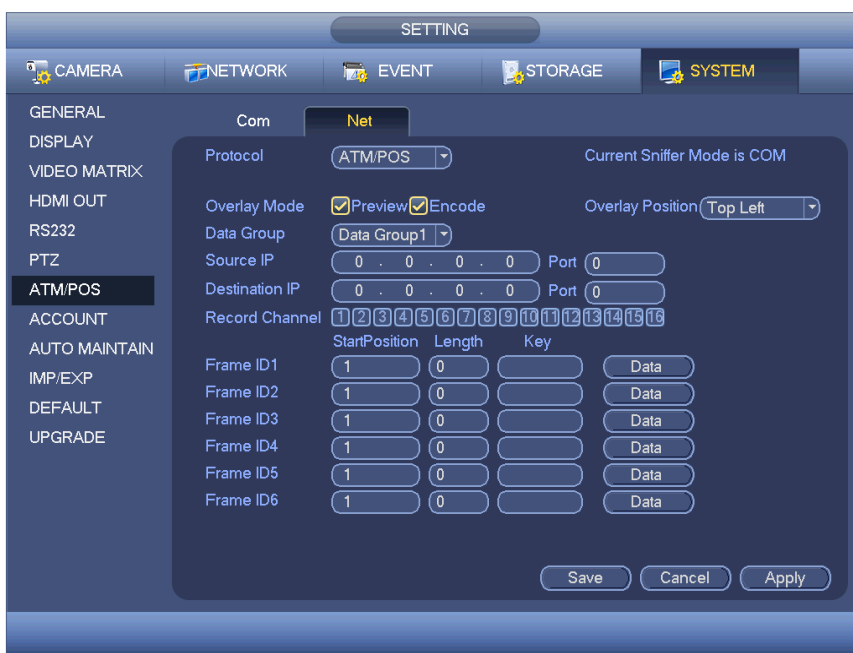 SETTING
CAMERA NETWORK EVENT STORAGE SYSTEM
GENERAL
DISPLAY
VIDEO MATRIX
HDMI OUT
RS232
PTZ
ATM/POS
ACCOUNT
AUTO MAINTAIN
IMP/EXP
DEFAULT
UPGRADE
Com Net
Protocol ATM/POS Current Sniffer Mode is COM
Overlay Mode Preview Encode Overlay Position Top Left
Data Group Data Group1
Source IP 0 . 0 . 0 . 0 Port 0
Destination IP 0 . 0 . 0 . 0 Port 0
Record Channel 1 2 3 4 5 6 7 8 9 10 11 12 13 14 15 16
StartPosition Length Key
Frame ID1 1 0 Data
Frame ID2 1 0 Data
Frame ID3 1 0 Data
Frame ID4 1 0 Data
Frame ID5 1 0 Data
Frame ID6 1 0 Data
Save Cancel Apply